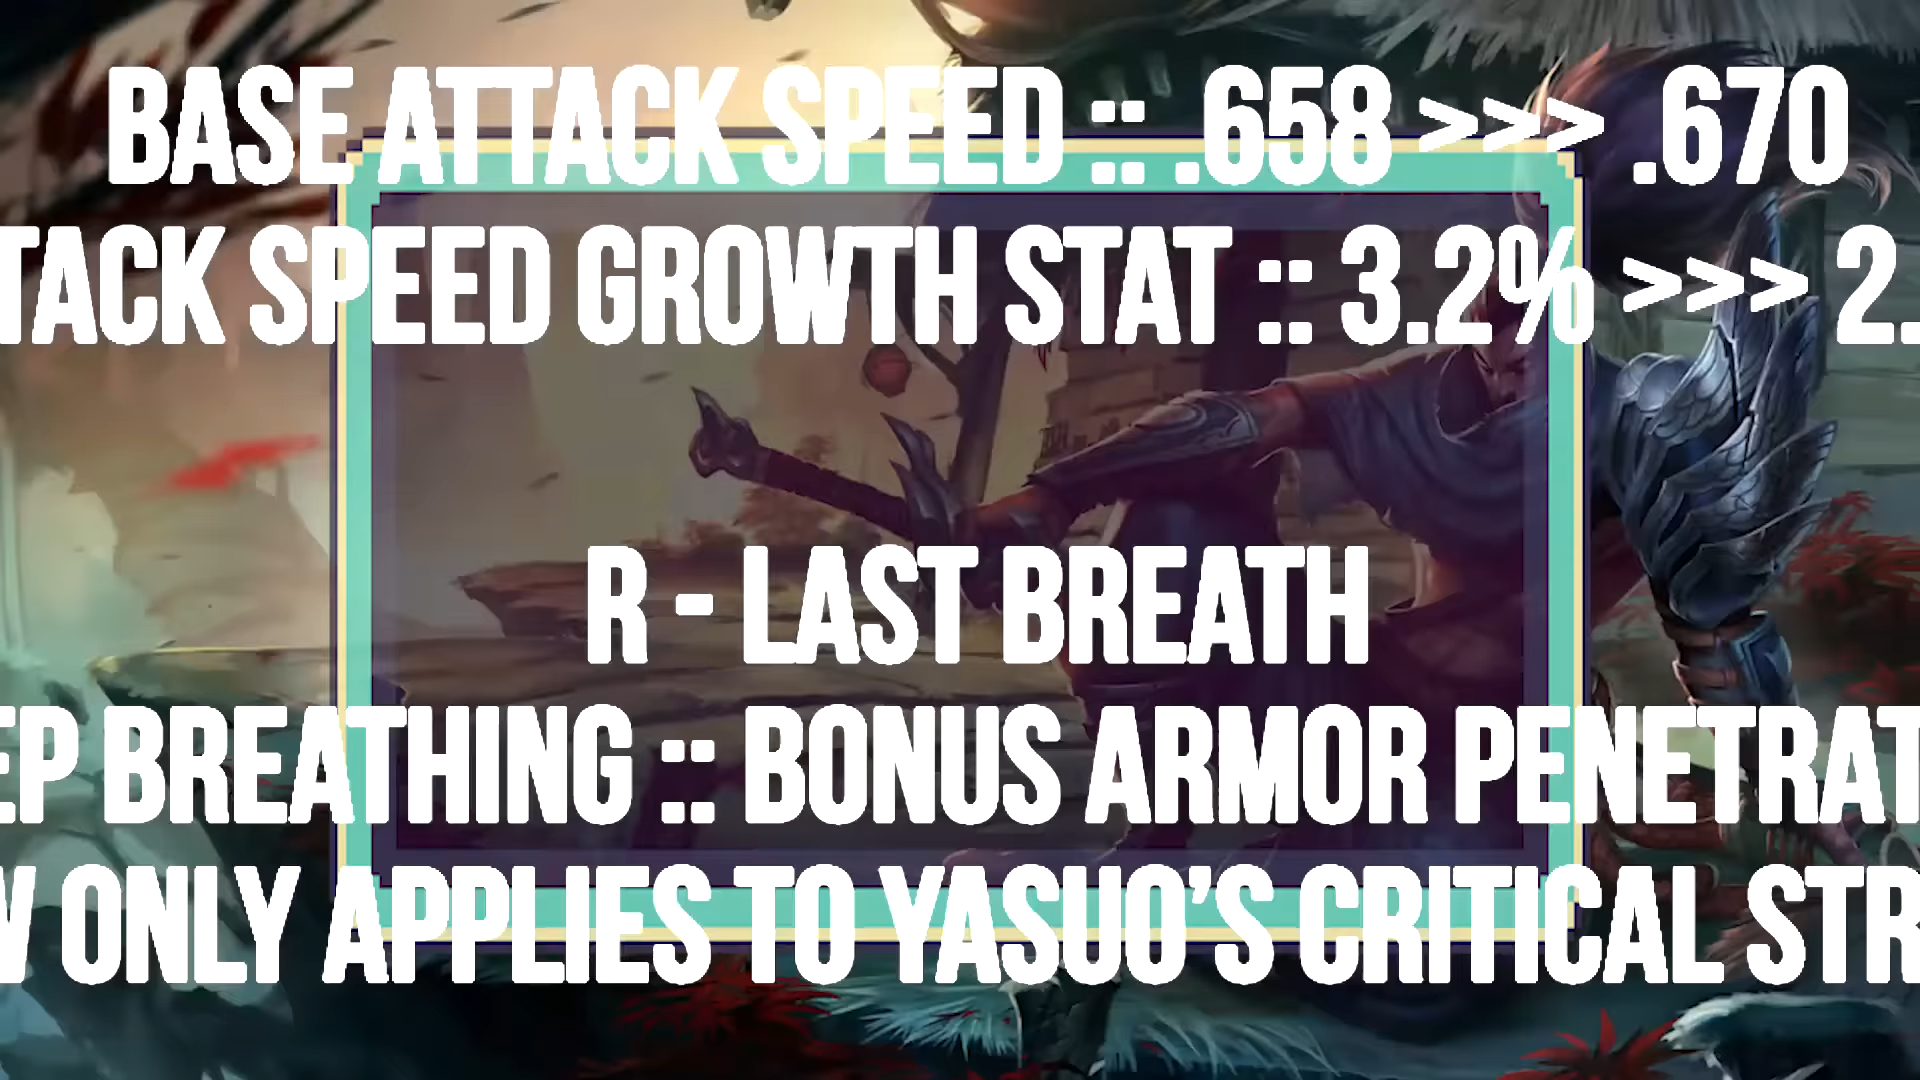 BASE ATTACK SPEED :: .658 >>> .670
TACK SPEED GROWTH STAT :: 3.2% >>> 2.
R - LAST BREATH
EP BREATHING :: BONUS ARMOR PENETRAT
W ONLY APPLIES TO YASUO'S CRITICAL STR